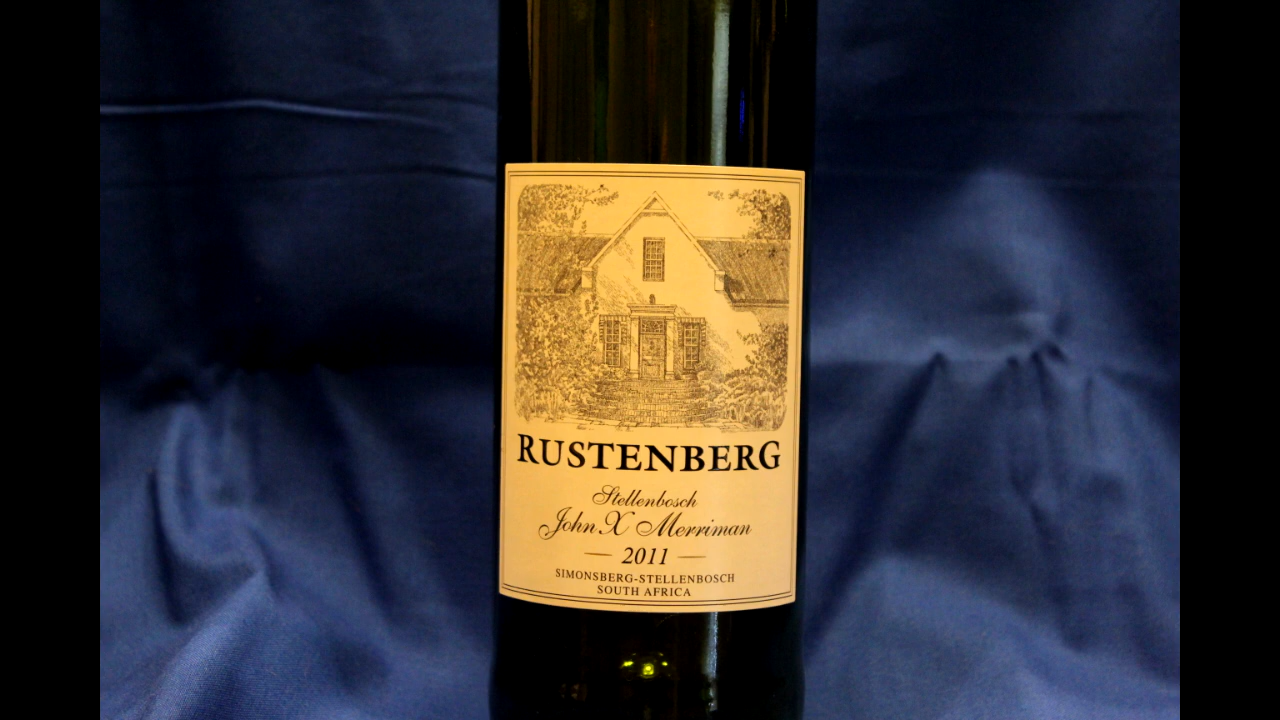 RUSTENBERG
Stellenbosch
John X Merriman
2011
SIMONSBERG-STELLENBOSCH
SOUTH AFRICA